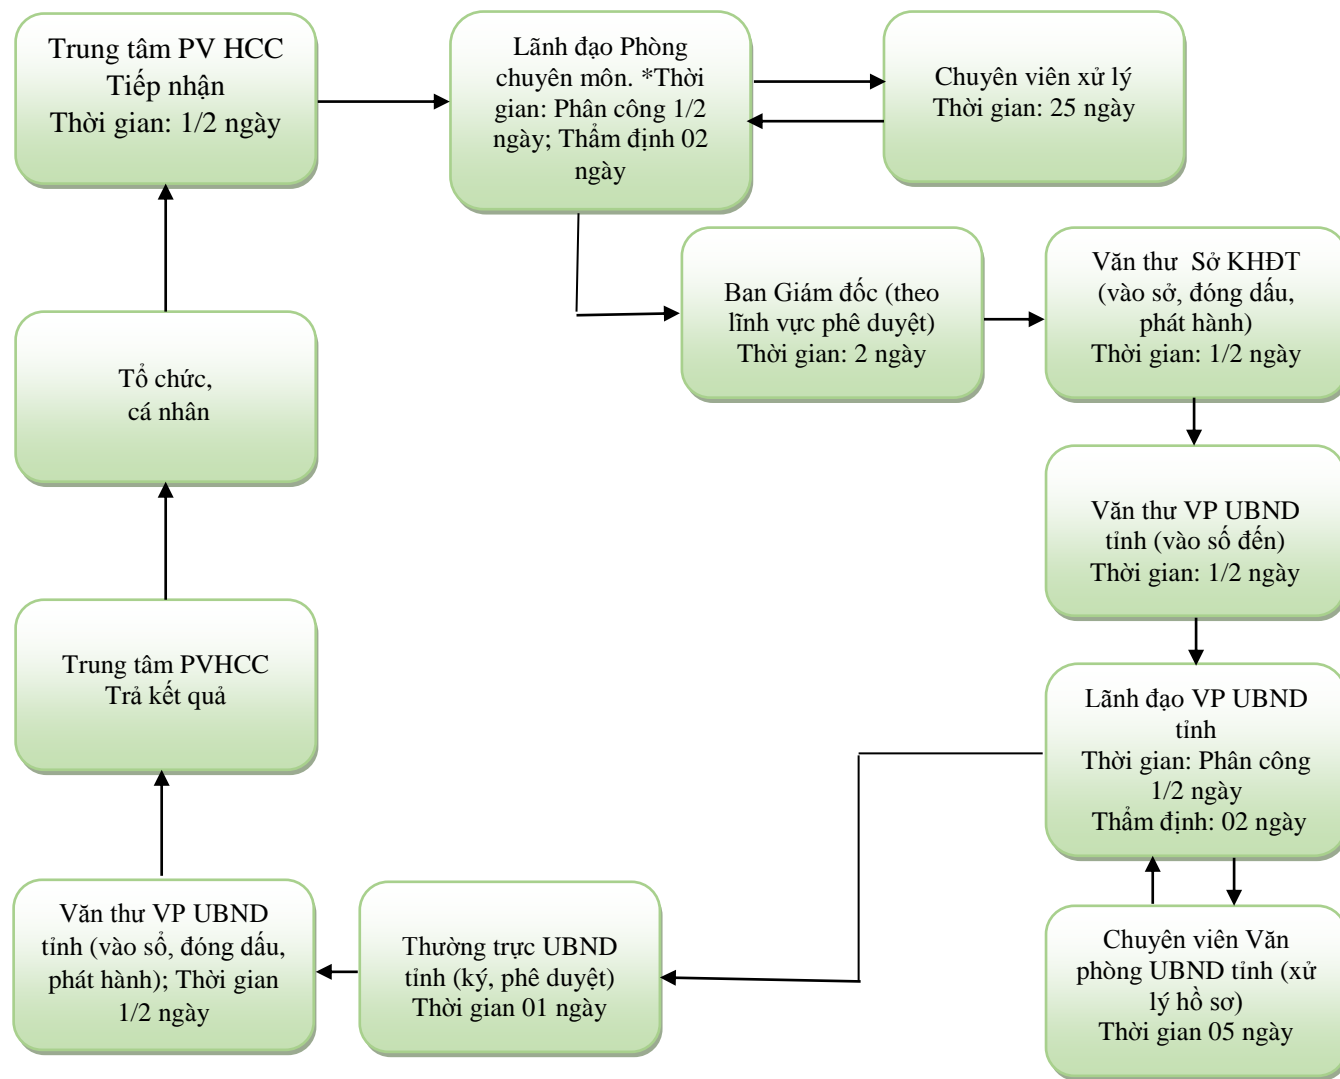 Trung tâm PV HCC
Tiếp nhận
Thời gian: 1/2 ngày
Lãnh đạo Phòng
chuyên môn. *Thời
gian: Phân công 1/2
ngày; Thẩm định 02
ngày
Chuyên viên xử lý
Thời gian: 25 ngày
Ban Giám đốc (theo
lĩnh vực phê duyệt)
Thời gian: 2 ngày
Văn thư Sở KHĐT
(vào sở, đóng dấu,
phát hành)
Thời gian: 1/2 ngày
Tổ chức,
cá nhân
Văn thư VP UBND
tỉnh (vào số đến)
Thời gian: 1/2 ngày
Trung tâm PVHCC
Trả kết quả
Lãnh đạo VP UBND
tỉnh
Thời gian: Phân công
1/2 ngày
Thẩm định: 02 ngày
Văn thư VP UBND
tỉnh (vào sổ, đóng dấu,
phát hành); Thời gian
1/2 ngày
Thường trực UBND
tỉnh (ký, phê duyệt)
Thời gian 01 ngày
Chuyên viên Văn
phòng UBND tỉnh (xử
lý hồ sơ)
Thời gian 05 ngày